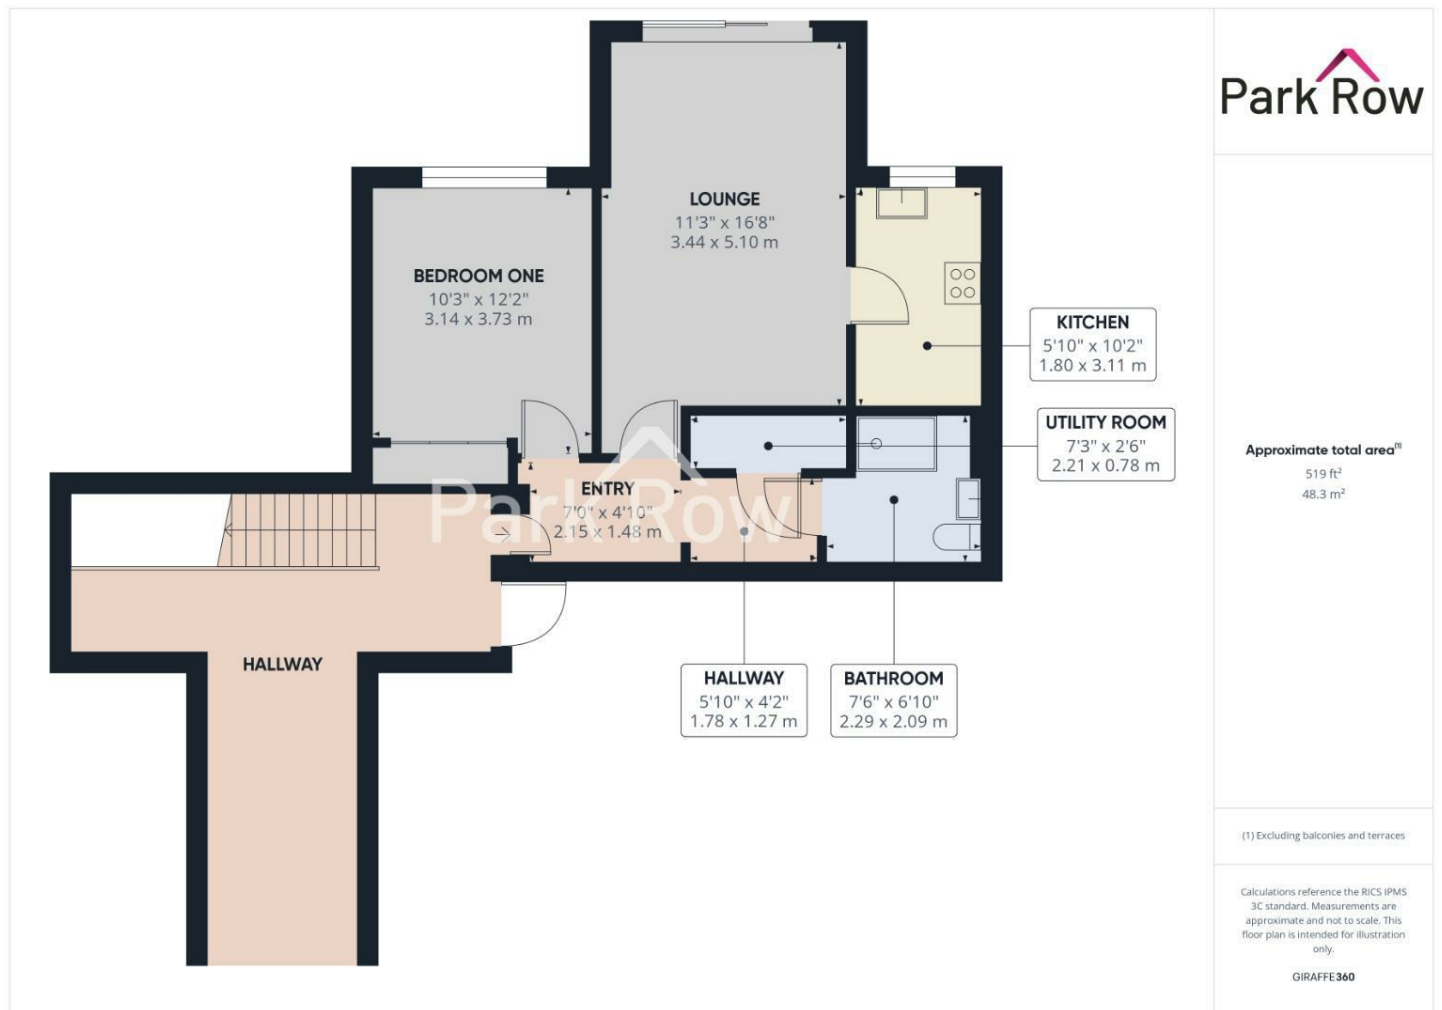 Park Row
LOUNGE
11'3" x 16'8"
3.44 x 5.10 m
BEDROOM ONE
10'3" x 12'2"
3.14 x 3.73 m
KITCHEN
5'10" x 10'2"
1.80 x 3.11 m
UTILITY ROOM
7'3" x 2'6"
2.21 x 0.78 m
ENTRY
7'0" x 4'10"
2.15 x 1.48 m
Park Row
HALLWAY
HALLWAY
5'10" x 4'2"
1.78 x 1.27 m
BATHROOM
7'6" x 6'10"
2.29 x 2.09 m
Approximate total area⁽¹⁾
519 ft²
48.3 m²
(1) Excluding balconies and terraces
Calculations reference the RICS IPMS
3C standard. Measurements are
approximate and not to scale. This
floor plan is intended for illustration
only.
GIRAFFE360